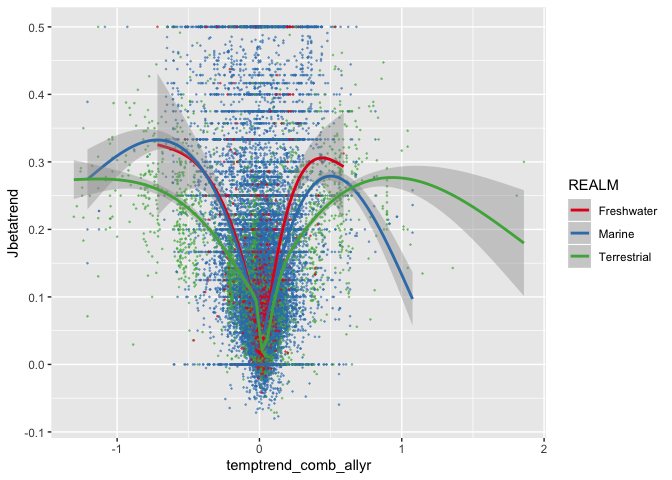 0.5
0.4
0.3
0.2
0.1
0.0
-0.1
Jbetatrend
-1
0
1
2
temptrend_comb_allyr
REALM
Freshwater
Marine
Terrestrial